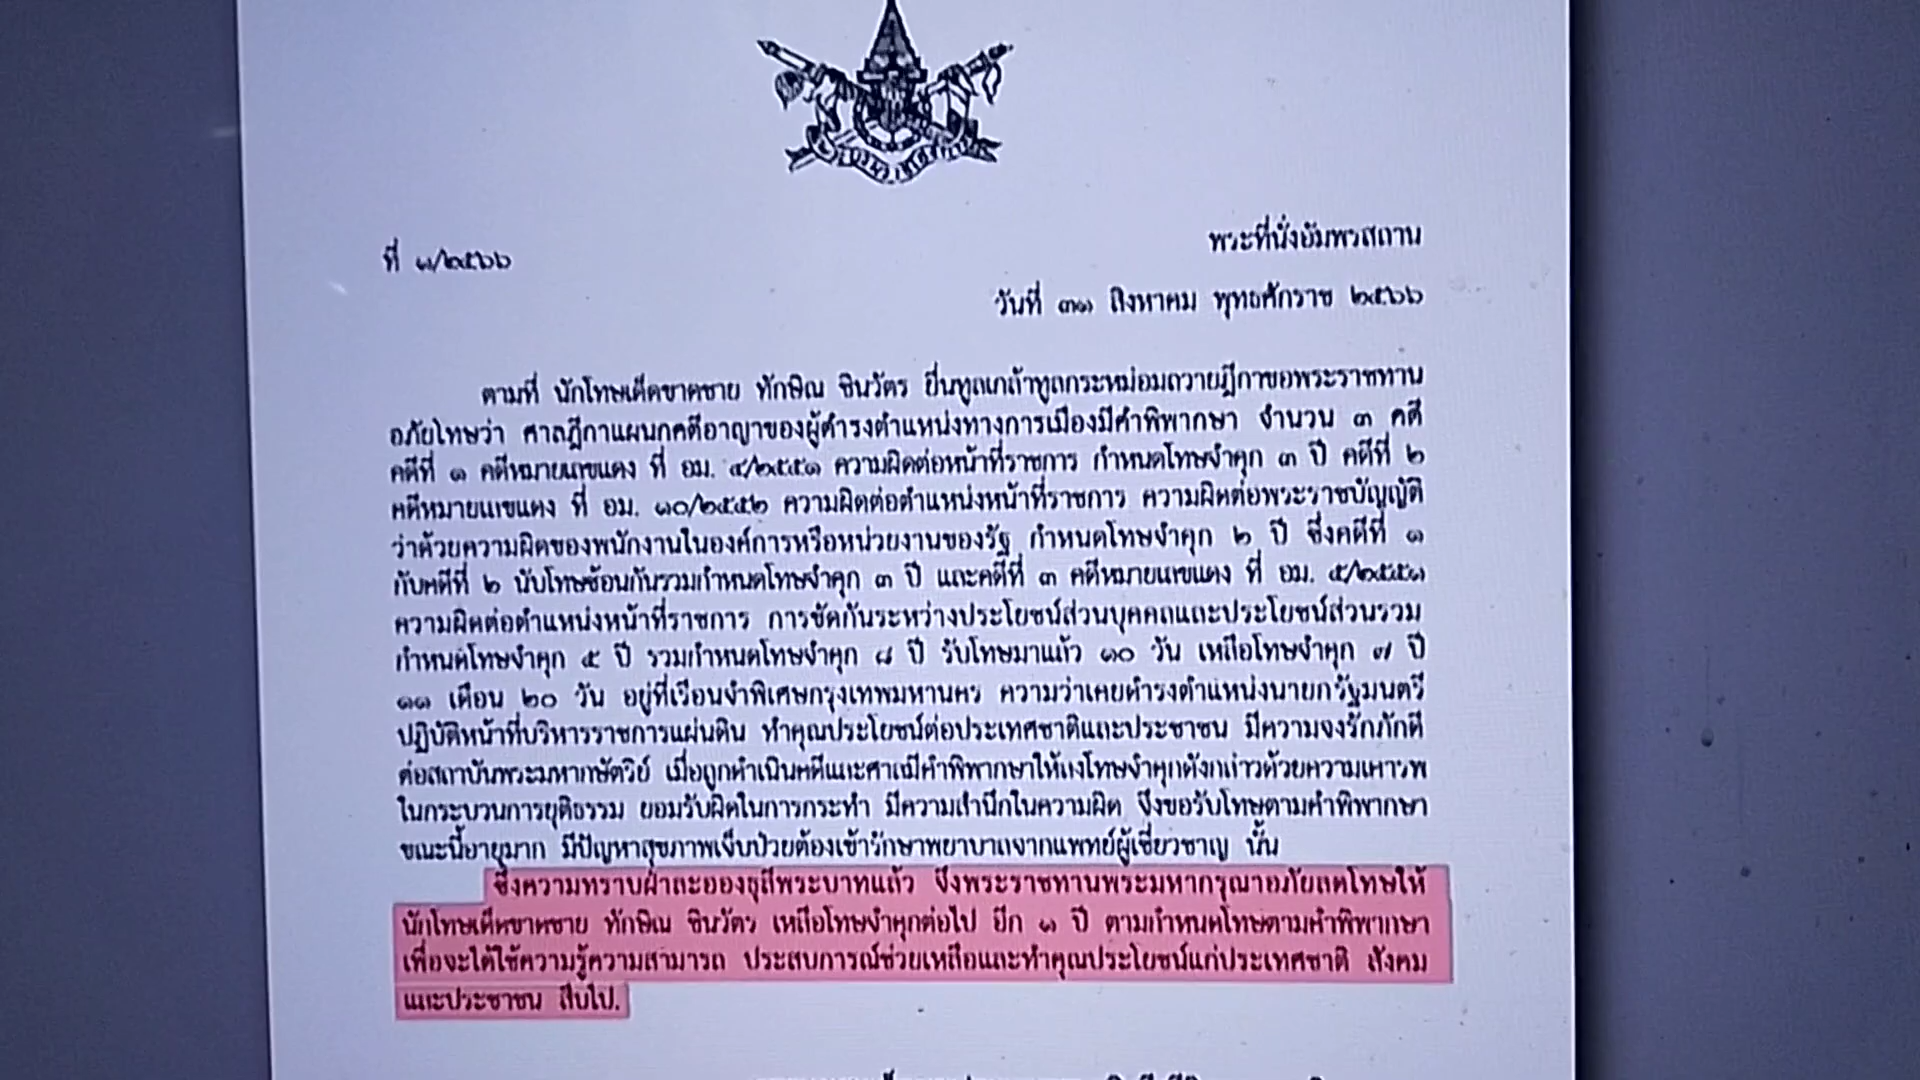 ที่ ๑/๒๕๖๖
พระที่นั่งอัมพรสถาน
วันที่ ๓๑ สิงหาคม พุทธศักราช ๒๕๖๖
ตามที่ นักโทษเด็ดขาดชาย ทักษิณ ชินวัตร ยื่นทูลเกล้าทูลกระหม่อมถวายฎีกาขอพระราชทาน
อภัยโทษว่า ศาลฎีกาแผนกคดีอาญาของผู้ดำรงตำแหน่งทางการเมืองมีคำพิพากษา จำนวน ๓ คดี
คดีที่ ๑ คดีหมายเลขแดง ที่ อม. ๔/๒๕๕๑ ความผิดต่อหน้าที่ราชการ กำหนดโทษจำคุก ๓ ปี คดีที่ ๒
คดีหมายเลขแดง ที่ อม. ๑๐/๒๕๕๒ ความผิดต่อตำแหน่งหน้าที่ราชการ ความผิดต่อพระราชบัญญัติ
ว่าด้วยความผิดของพนักงานในองค์การหรือหน่วยงานของรัฐ กำหนดโทษจำคุก ๒ ปี ซึ่งคดีที่ ๑
กับคดีที่ ๒ นับโทษซ้อนกันรวมกำหนดโทษจำคุก ๓ ปี และคดีที่ ๓ คดีหมายเลขแดง ที่ อม. ๕/๒๕๕๑
ความผิดต่อตำแหน่งหน้าที่ราชการ การขัดกันระหว่างประโยชน์ส่วนบุคคลและประโยชน์ส่วนรวม
กำหนดโทษจำคุก ๕ ปี รวมกำหนดโทษจำคุก ๘ ปี รับโทษมาแล้ว ๑๐ วัน เหลือโทษจำคุก ๗ ปี
๑๑ เดือน ๒๐ วัน อยู่ที่เรือนจำพิเศษกรุงเทพมหานคร ความว่าเคยดำรงตำแหน่งนายกรัฐมนตรี
ปฏิบัติหน้าที่บริหารราชการแผ่นดิน ทำคุณประโยชน์ต่อประเทศชาติและประชาชน มีความจงรักภักดี
ต่อสถาบันพระมหากษัตริย์ เมื่อถูกดำเนินคดีและศาลมีคำพิพากษาให้ลงโทษจำคุกดังกล่าวด้วยความเคารพ
ในกระบวนการยุติธรรม ยอมรับผิดในการกระทำ มีความสำนึกในความผิด จึงขอรับโทษตามคำพิพากษา
ขณะนี้อายุมาก มีปัญหาสุขภาพเจ็บป่วยต้องเข้ารักษาพยาบาลจากแพทย์ผู้เชี่ยวชาญ นั้น
ซึ่งความทราบฝ่าละอองธุลีพระบาทแล้ว จึงพระราชทานพระมหากรุณาอภัยลดโทษให้
นักโทษเด็ดขาดชาย ทักษิณ ชินวัตร เหลือโทษจำคุกต่อไป อีก ๑ ปี ตามกำหนดโทษตามคำพิพากษา
เพื่อจะได้ใช้ความรู้ความสามารถ ประสบการณ์ช่วยเหลือและทำคุณประโยชน์แก่ประเทศชาติ สังคม
และประชาชน สืบไป.